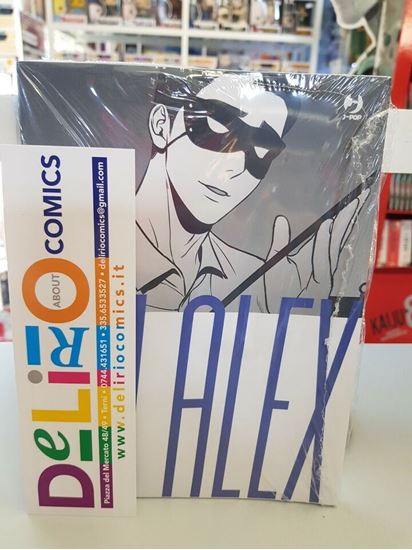 J-POP
DeLiRiO
ABOUT
COMICS
Piazza del Mercato 48/49 • Terni • 0744.431651 • 335.6533527 • deliriocomics@gmail.com
www.deliriocomics.it
ALEX
KALIU